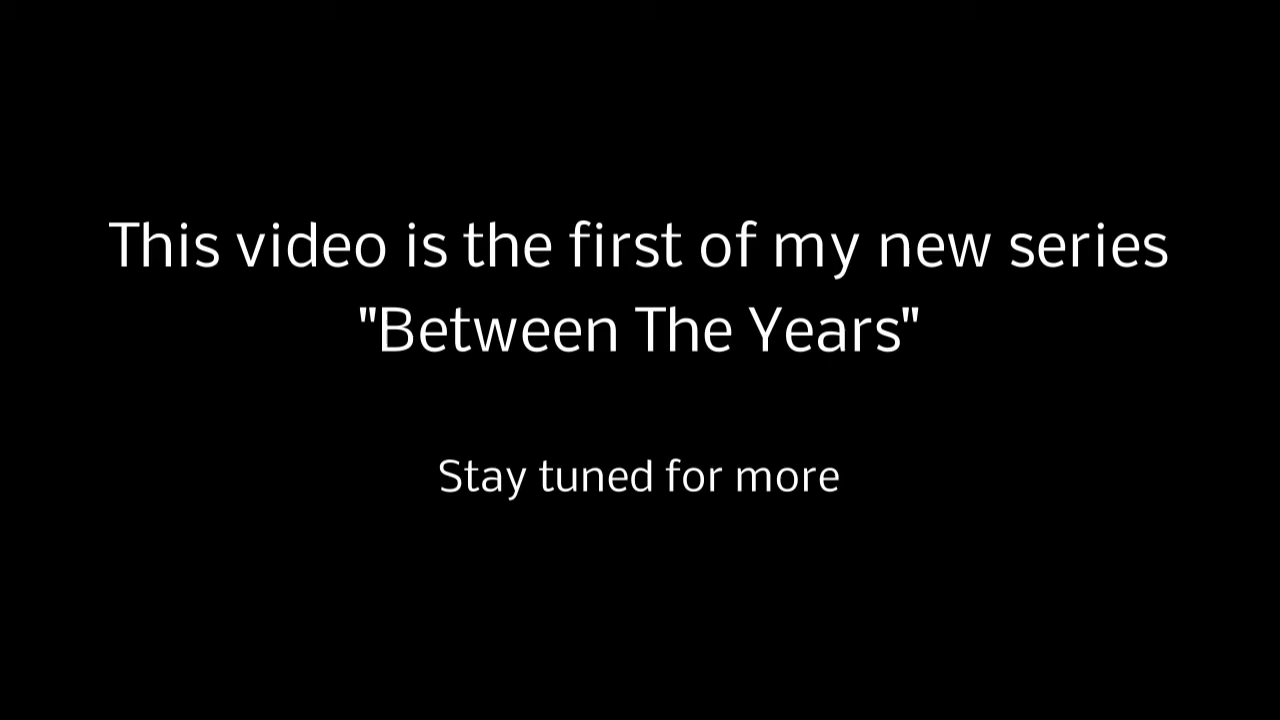 This video is the first of my new series
"Between The Years"
Stay tuned for more